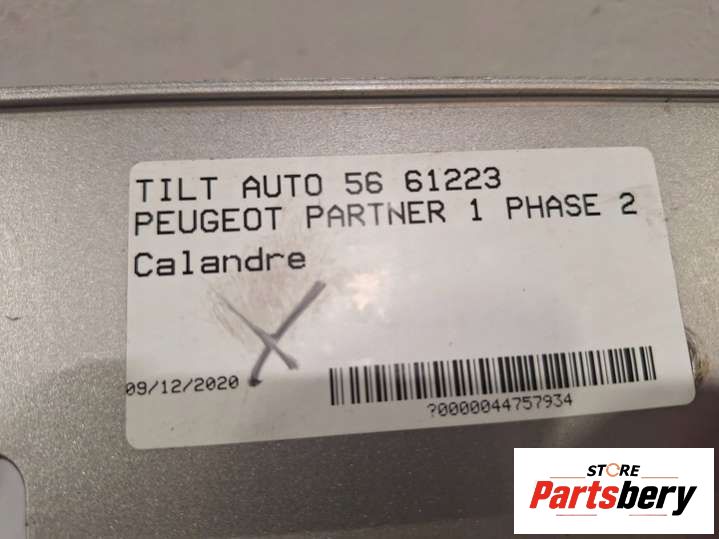 TILT AUTO 56 61223
PEUGEOT PARTNER 1 PHASE 2
Calandre
09/12/2020
?0000044757934
STORE
Partsbery